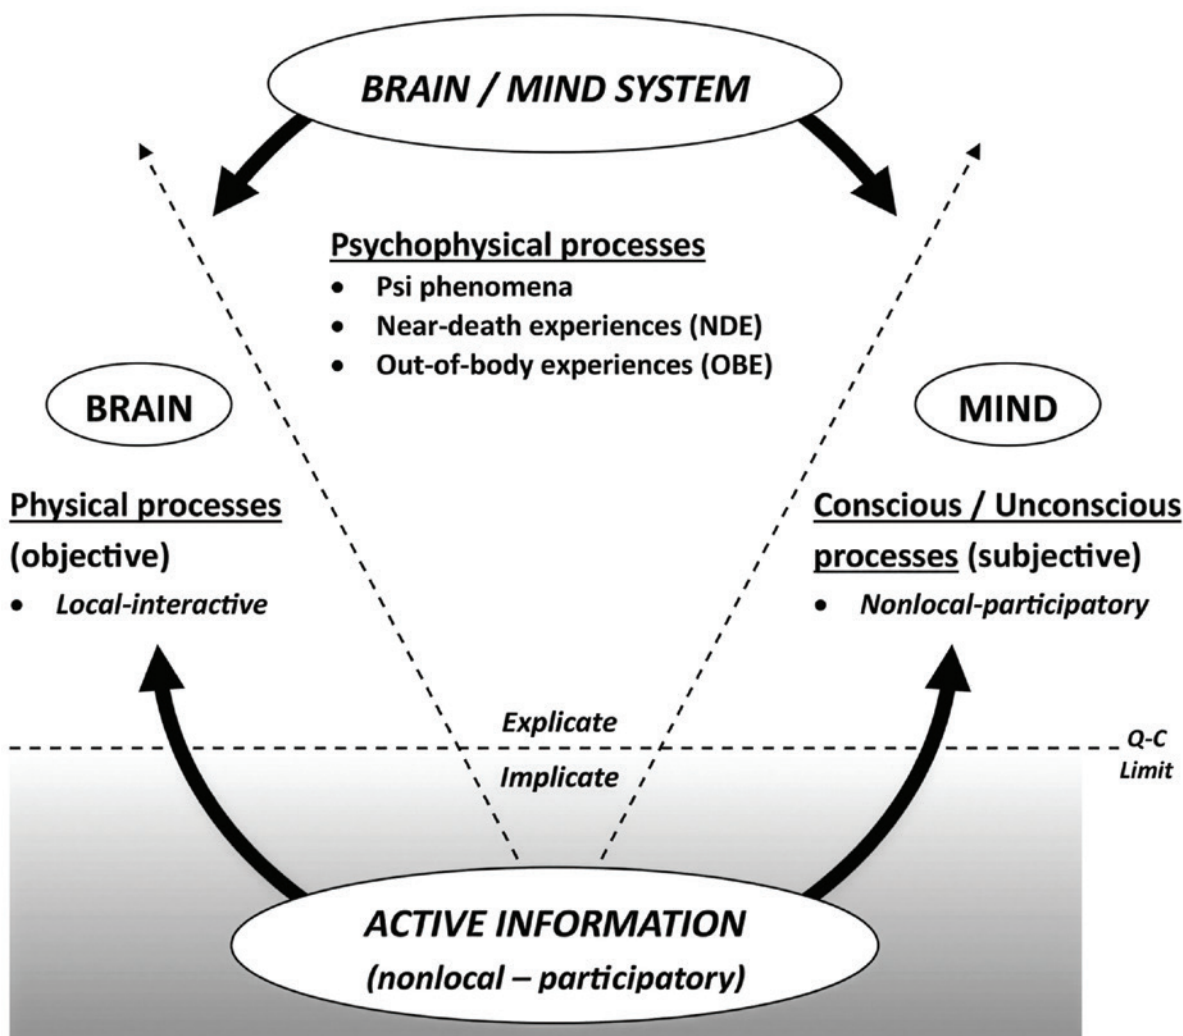 BRAIN / MIND SYSTEM
Psychophysical processes
• Psi phenomena
• Near-death experiences (NDE)
• Out-of-body experiences (OBE)
BRAIN
Physical processes
(objective)
• Local-interactive
MIND
Conscious / Unconscious
processes (subjective)
• Nonlocal-participatory
Explicate
Implicate
Q-C
Limit
ACTIVE INFORMATION
(nonlocal – participatory)